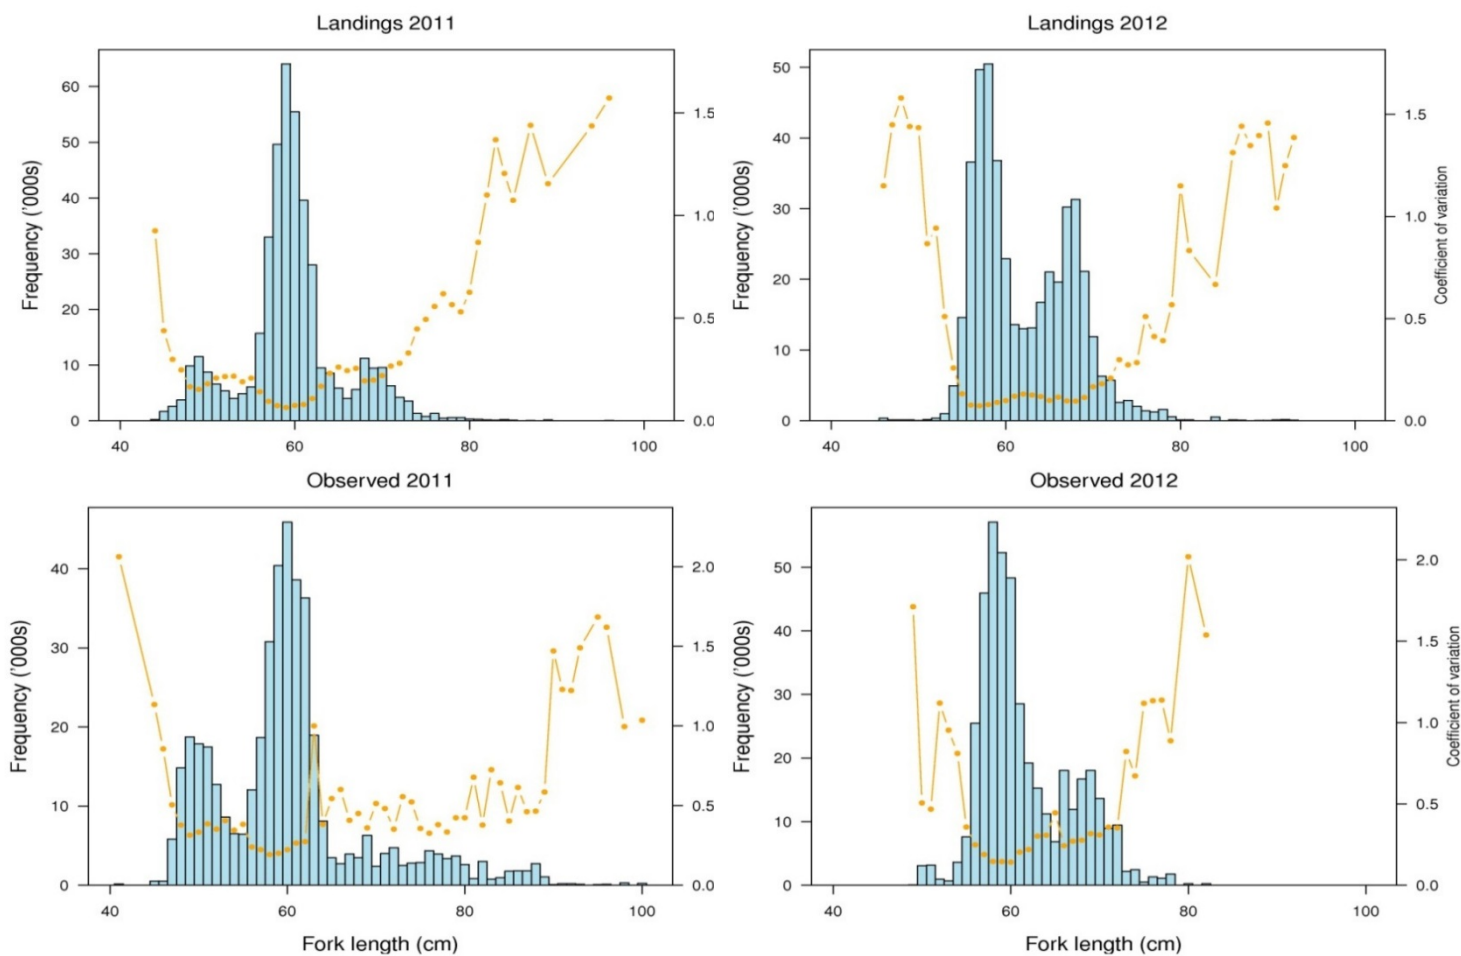 Landings 2011
Landings 2012
Frequency ('000s)
60
50
40
30
20
10
0
1.5
1.0
0.5
0.0
40 60 80 100
Frequency ('000s)
50
40
30
20
10
0
1.5
1.0
0.5
0.0
Coefficient of variation
40 60 80 100
Observed 2011
Observed 2012
Frequency ('000s)
40
30
20
10
0
2.0
1.5
1.0
0.5
0.0
40 60 80 100
Fork length (cm)
Frequency ('000s)
50
40
30
20
10
0
2.0
1.5
1.0
0.5
0.0
Coefficient of variation
40 60 80 100
Fork length (cm)